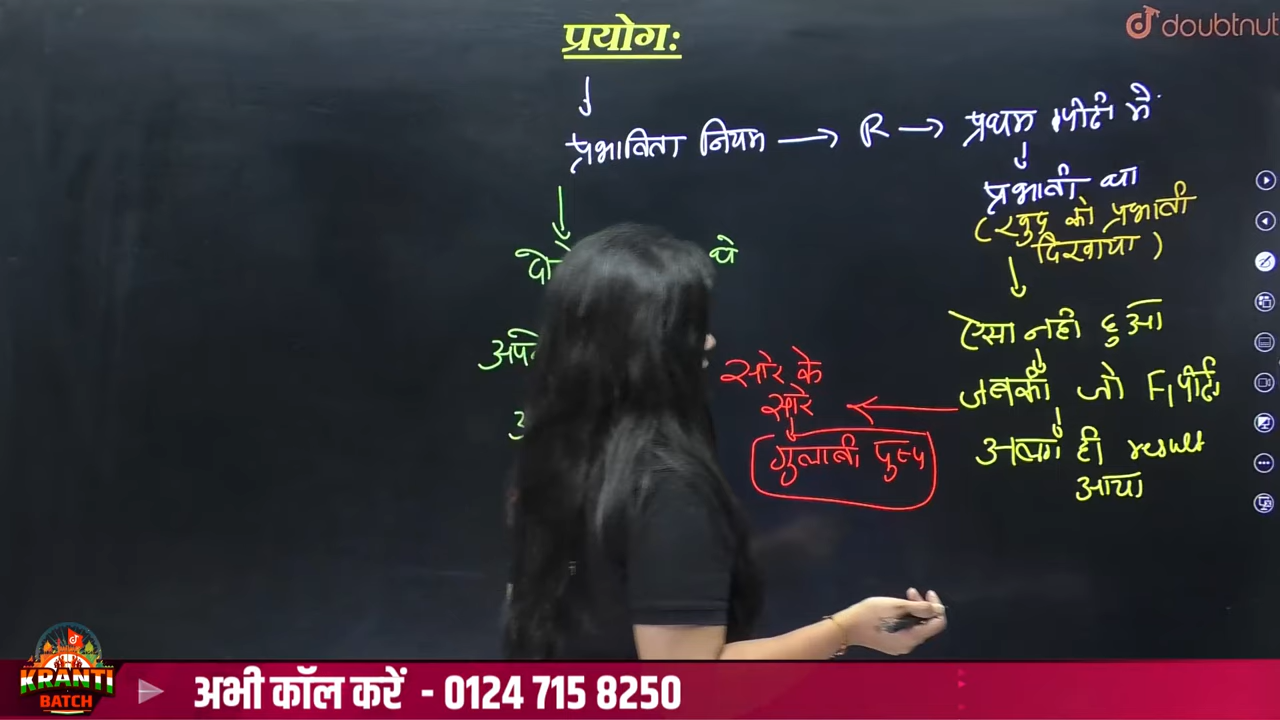 प्रयोग:
doubtnut
प्रभाविता नियम → R → प्रथम पीढी में
प्रभावी था
(खुद को प्रभावी
दिखाया)
दो
थे
ऐसा नहीं हुआ
अपने
सारे के
सारे
जबकी जो F₁ पीढी
गुलाबी पुष्प
अलग ही result
आया
KRANTI
BATCH
अभी कॉल करें - 0124 715 8250